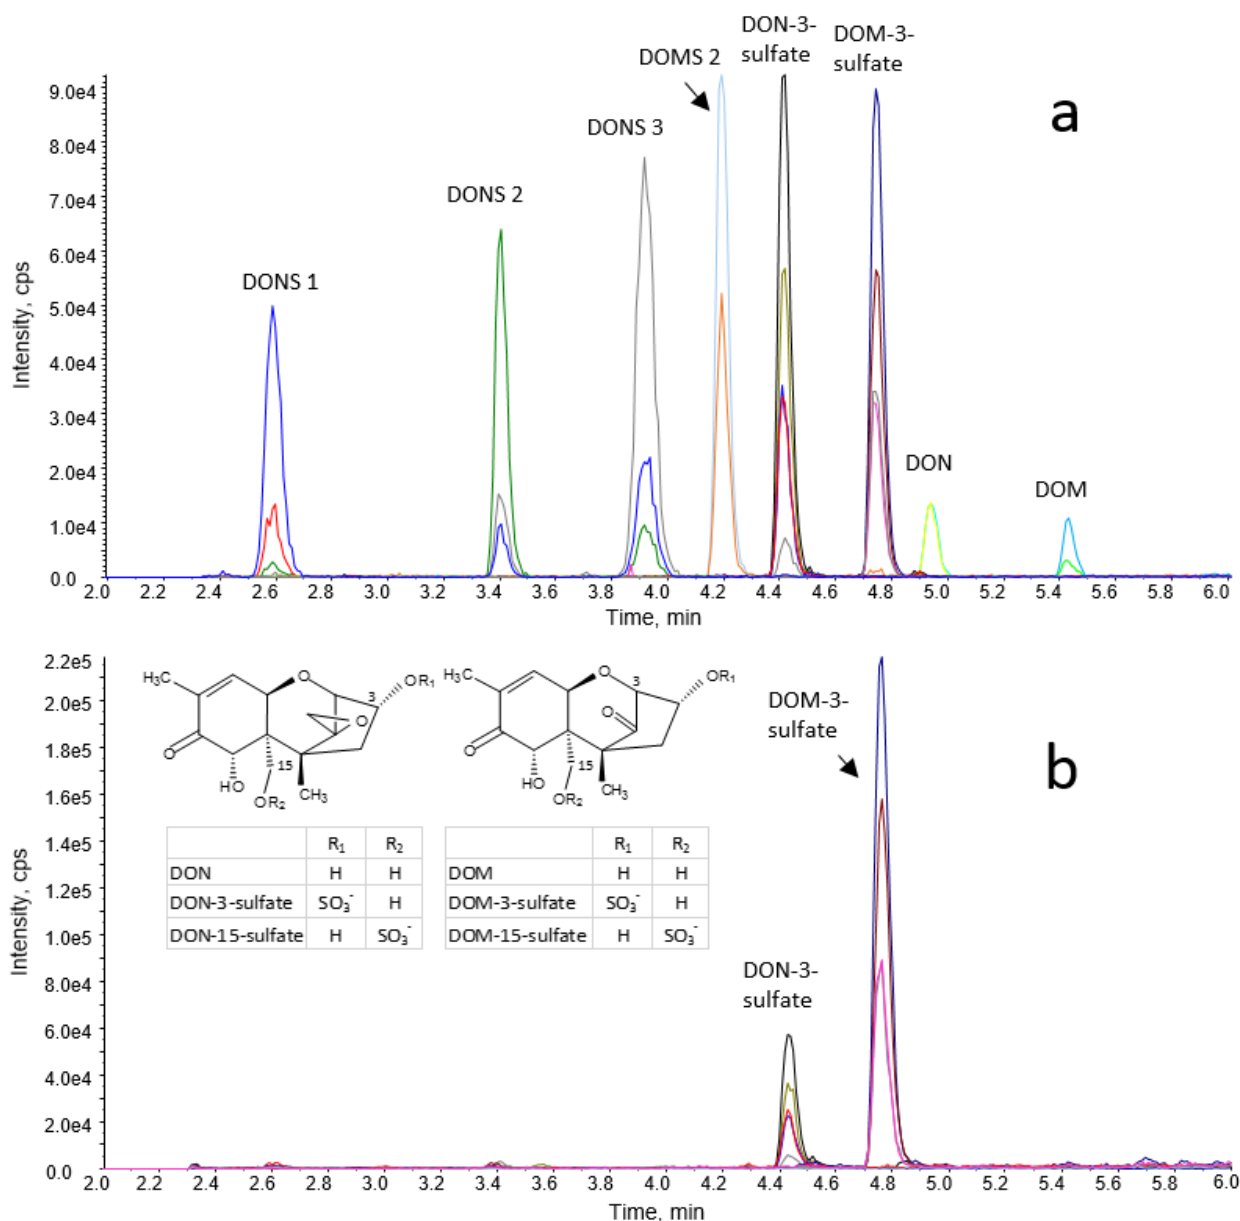 DON-3-
sulfate
DOM-3-
sulfate
DOMS 2
DONS 3
DONS 2
DONS 1
DON
DOM
a
Intensity, cps
9.0e4
8.0e4
7.0e4
6.0e4
5.0e4
4.0e4
3.0e4
2.0e4
1.0e4
0.0
2.0 2.2 2.4 2.6 2.8 3.0 3.2 3.4 3.6 3.8 4.0 4.2 4.4 4.6 4.8 5.0 5.2 5.4 5.6 5.8 6.0
Time, min
b
Intensity, cps
2.2e5
2.0e5
1.8e5
1.6e5
1.4e5
1.2e5
1.0e5
8.0e4
6.0e4
4.0e4
2.0e4
0.0
H₃C O 3 OR₁
O O
HO 15 OR₂ CH₃
H₃C O 3 OR₁
O O
HO 15 OR₂ CH₃
R₁ R₂
DON H H
DON-3-sulfate SO₃⁻ H
DON-15-sulfate H SO₃⁻
R₁ R₂
DOM H H
DOM-3-sulfate SO₃⁻ H
DOM-15-sulfate H SO₃⁻
DOM-3-
sulfate
DON-3-
sulfate
2.0 2.2 2.4 2.6 2.8 3.0 3.2 3.4 3.6 3.8 4.0 4.2 4.4 4.6 4.8 5.0 5.2 5.4 5.6 5.8 6.0
Time, min